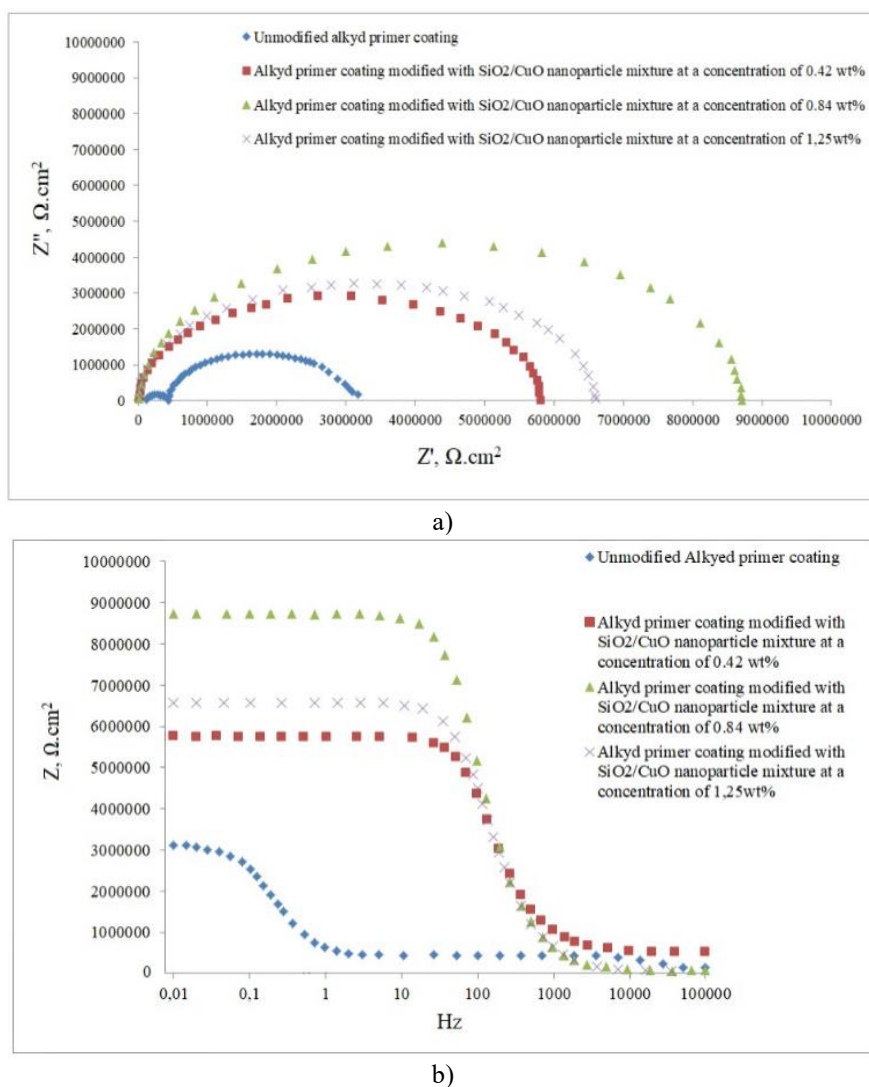 10000000
9000000
8000000
7000000
6000000
5000000
4000000
3000000
2000000
1000000
0
Z", Ω.cm²
Unmodified alkyd primer coating
Alkyd primer coating modified with SiO2/CuO nanoparticle mixture at a concentration of 0.42 wt%
Alkyd primer coating modified with SiO2/CuO nanoparticle mixture at a concentration of 0.84 wt%
Alkyd primer coating modified with SiO2/CuO nanoparticle mixture at a concentration of 1,25wt%
0 1000000 2000000 3000000 4000000 5000000 6000000 7000000 8000000 9000000 10000000
Z', Ω.cm²
a)
10000000
9000000
8000000
7000000
6000000
5000000
4000000
3000000
2000000
1000000
0
Z, Ω.cm²
Unmodified Alkyed primer coating
Alkyd primer coating modified with
SiO2/CuO nanoparticle mixture at a
concentration of 0.42 wt%
Alkyd primer coating modified with
SiO2/CuO nanoparticle mixture at a
concentration of 0.84 wt%
Alkyd primer coating modified with
SiO2/CuO nanoparticle mixture at a
concentration of 1,25wt%
0,01 0,1 1 10 100 1000 10000 100000
Hz
b)